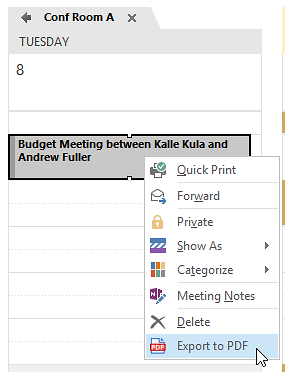 Conf Room A
TUESDAY
8
Budget Meeting between Kalle Kula and
Andrew Fuller
Quick Print
Forward
Private
Show As
Categorize
Meeting Notes
Delete
PDF Export to PDF